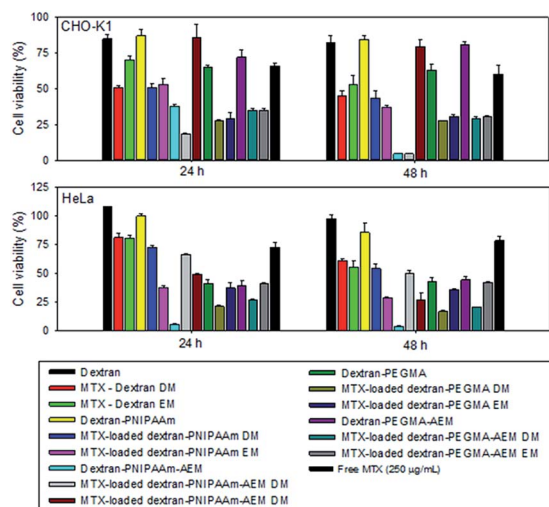 CHO-K1
100
75
50
25
0
Cell viability (%)
24 h
48 h
HeLa
125
100
75
50
25
0
Cell viability (%)
24 h
48 h
Dextran
MTX - Dextran DM
MTX - Dextran EM
Dextran-PNIPAAm
MTX-loaded dextran-PNIPAAm DM
MTX-loaded dextran-PNIPAAm EM
Dextran-PNIPAAm-AEM
MTX-loaded dextran-PNIPAAm-AEM DM
MTX-loaded dextran-PNIPAAm-AEM DM
Dextran-PEGMA
MTX-loaded dextran-PEGMA DM
MTX-loaded dextran-PEGMA EM
Dextran-PEGMA-AEM
MTX-loaded dextran-PEGMA-AEM DM
MTX-loaded dextran-PEGMA-AEM EM
Free MTX (250 µg/mL)